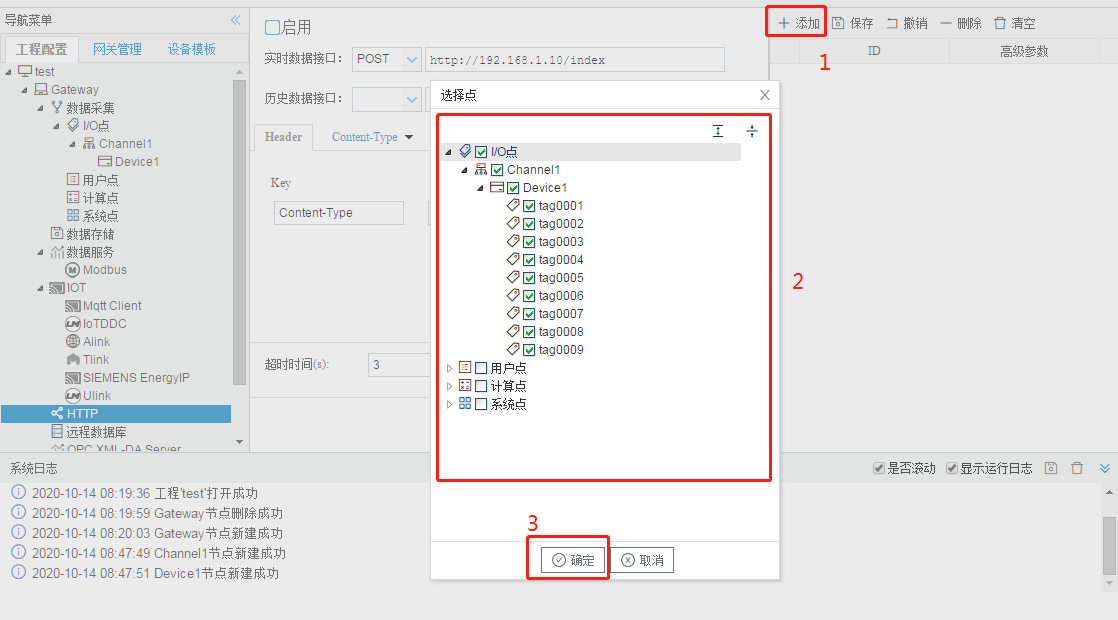 导航菜单
工程配置 网关管理 设备模板
test
Gateway
数据采集
I/O点
Channel1
Device1
用户点
计算点
系统点
数据存储
数据服务
Modbus
IOT
Mqtt Client
IoTDDC
Alink
Tlink
SIEMENS EnergyIP
Ulink
HTTP
远程数据库
OPC XML-DA Server
启用
实时数据接口: POST http://192.168.1.10/index
历史数据接口:
Header Content-Type
Key
Content-Type
超时时间(s): 3
添加 保存 撤销 删除 清空
1
ID 高级参数
选择点
I/O点
Channel1
Device1
tag0001
tag0002
tag0003
tag0004
tag0005
tag0006
tag0007
tag0008
tag0009
用户点
计算点
系统点
2
3
确定 取消
系统日志 是否滚动 显示运行日志
2020-10-14 08:19:36 工程'test'打开成功
2020-10-14 08:19:59 Gateway节点删除成功
2020-10-14 08:20:03 Gateway节点新建成功
2020-10-14 08:47:49 Channel1节点新建成功
2020-10-14 08:47:51 Device1节点新建成功